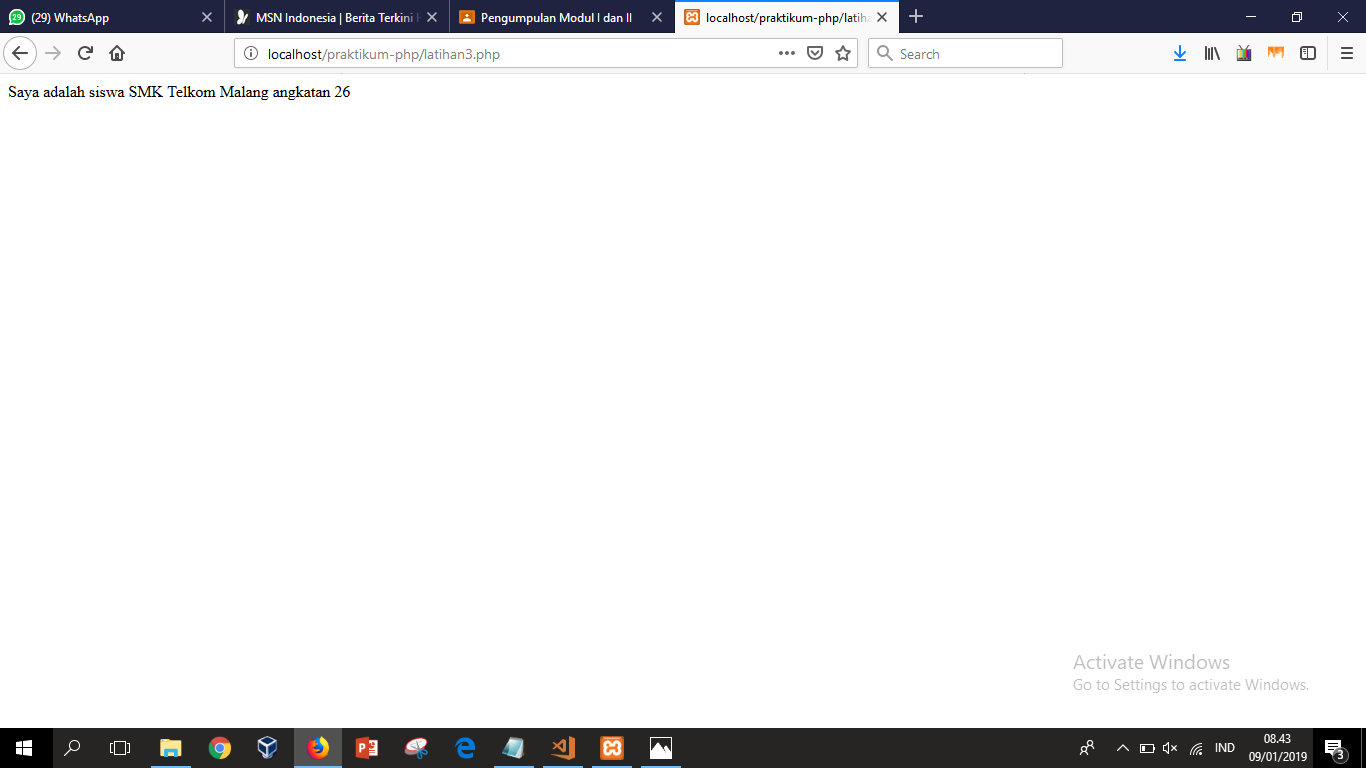 (29) WhatsApp
MSN Indonesia | Berita Terkini
Pengumpulan Modul I dan II
localhost/praktikum-php/latiha
localhost/praktikum-php/latihan3.php
Search
Saya adalah siswa SMK Telkom Malang angkatan 26
Activate Windows
Go to Settings to activate Windows.
IND
08.43
09/01/2019
3